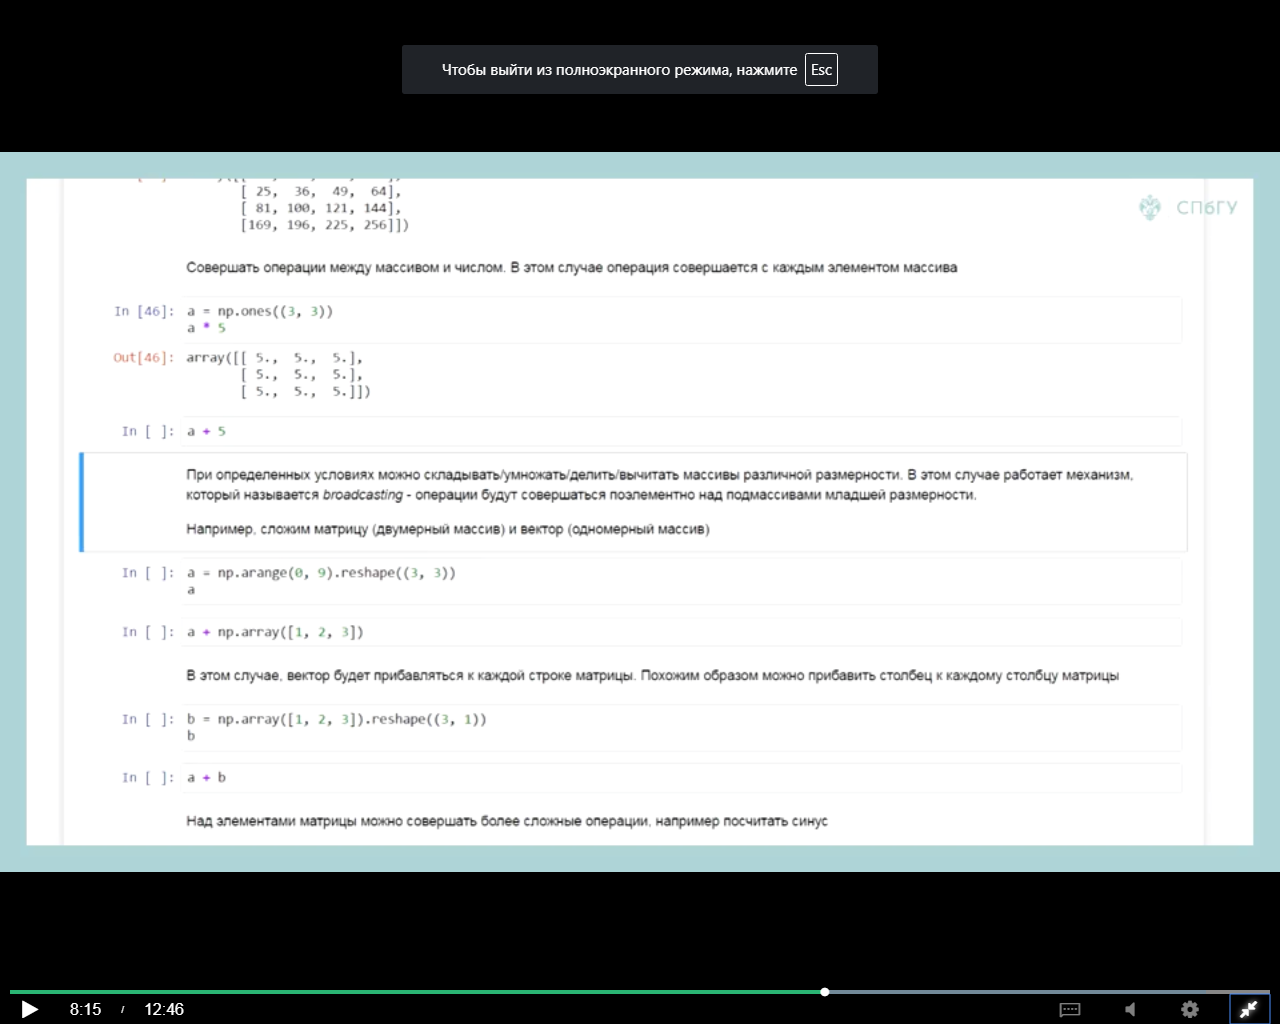 Чтобы выйти из полноэкранного режима, нажмите Esc
[ 25, 36, 49, 64],
[ 81, 100, 121, 144],
[169, 196, 225, 256]])
СПбГУ
Совершать операции между массивом и числом. В этом случае операция совершается с каждым элементом массива
In [46]: a = np.ones((3, 3))
a * 5
Out[46]: array([[ 5., 5., 5.],
[ 5., 5., 5.],
[ 5., 5., 5.]])
In [ ]: a + 5
При определенных условиях можно складывать/умножать/делить/вычитать массивы различной размерности. В этом случае работает механизм,
который называется broadcasting - операции будут совершаться поэлементно над подмассивами младшей размерности.
Например, сложим матрицу (двумерный массив) и вектор (одномерный массив)
In [ ]: a = np.arange(0, 9).reshape((3, 3))
a
In [ ]: a + np.array([1, 2, 3])
В этом случае, вектор будет прибавляться к каждой строке матрицы. Похожим образом можно прибавить столбец к каждому столбцу матрицы
In [ ]: b = np.array([1, 2, 3]).reshape((3, 1))
b
In [ ]: a + b
Над элементами матрицы можно совершать более сложные операции, например посчитать синус
8:15 / 12:46